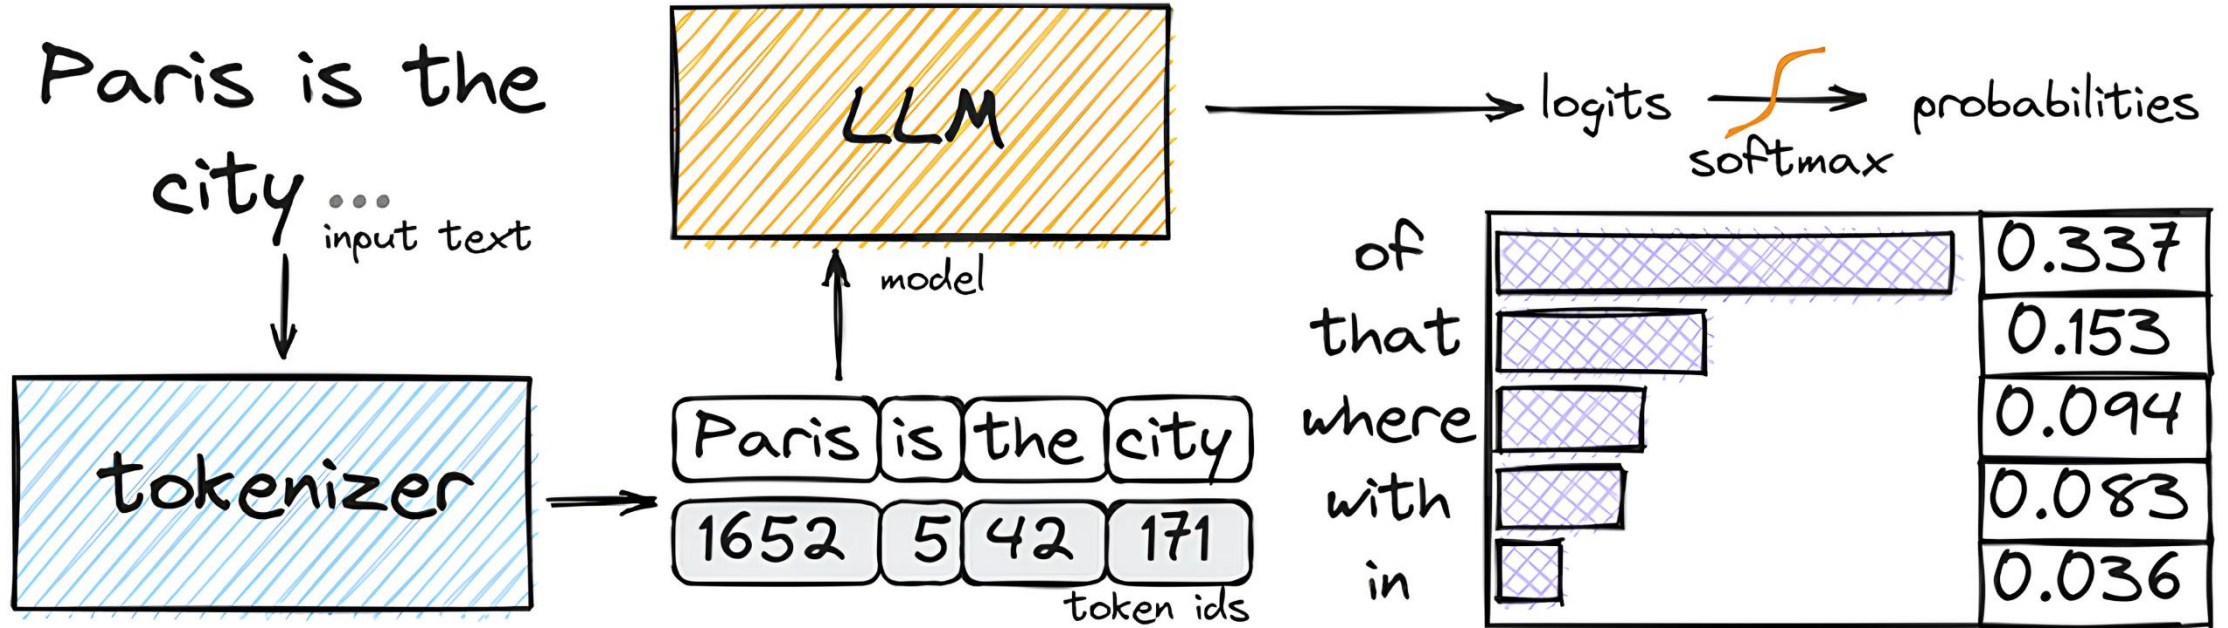 Paris is the
city ...
input text
tokenizer
Paris is the city
1652 5 42 171
token ids
LLM
model
logits
softmax
probabilities
of 0.337
that 0.153
where 0.094
with 0.083
in 0.036